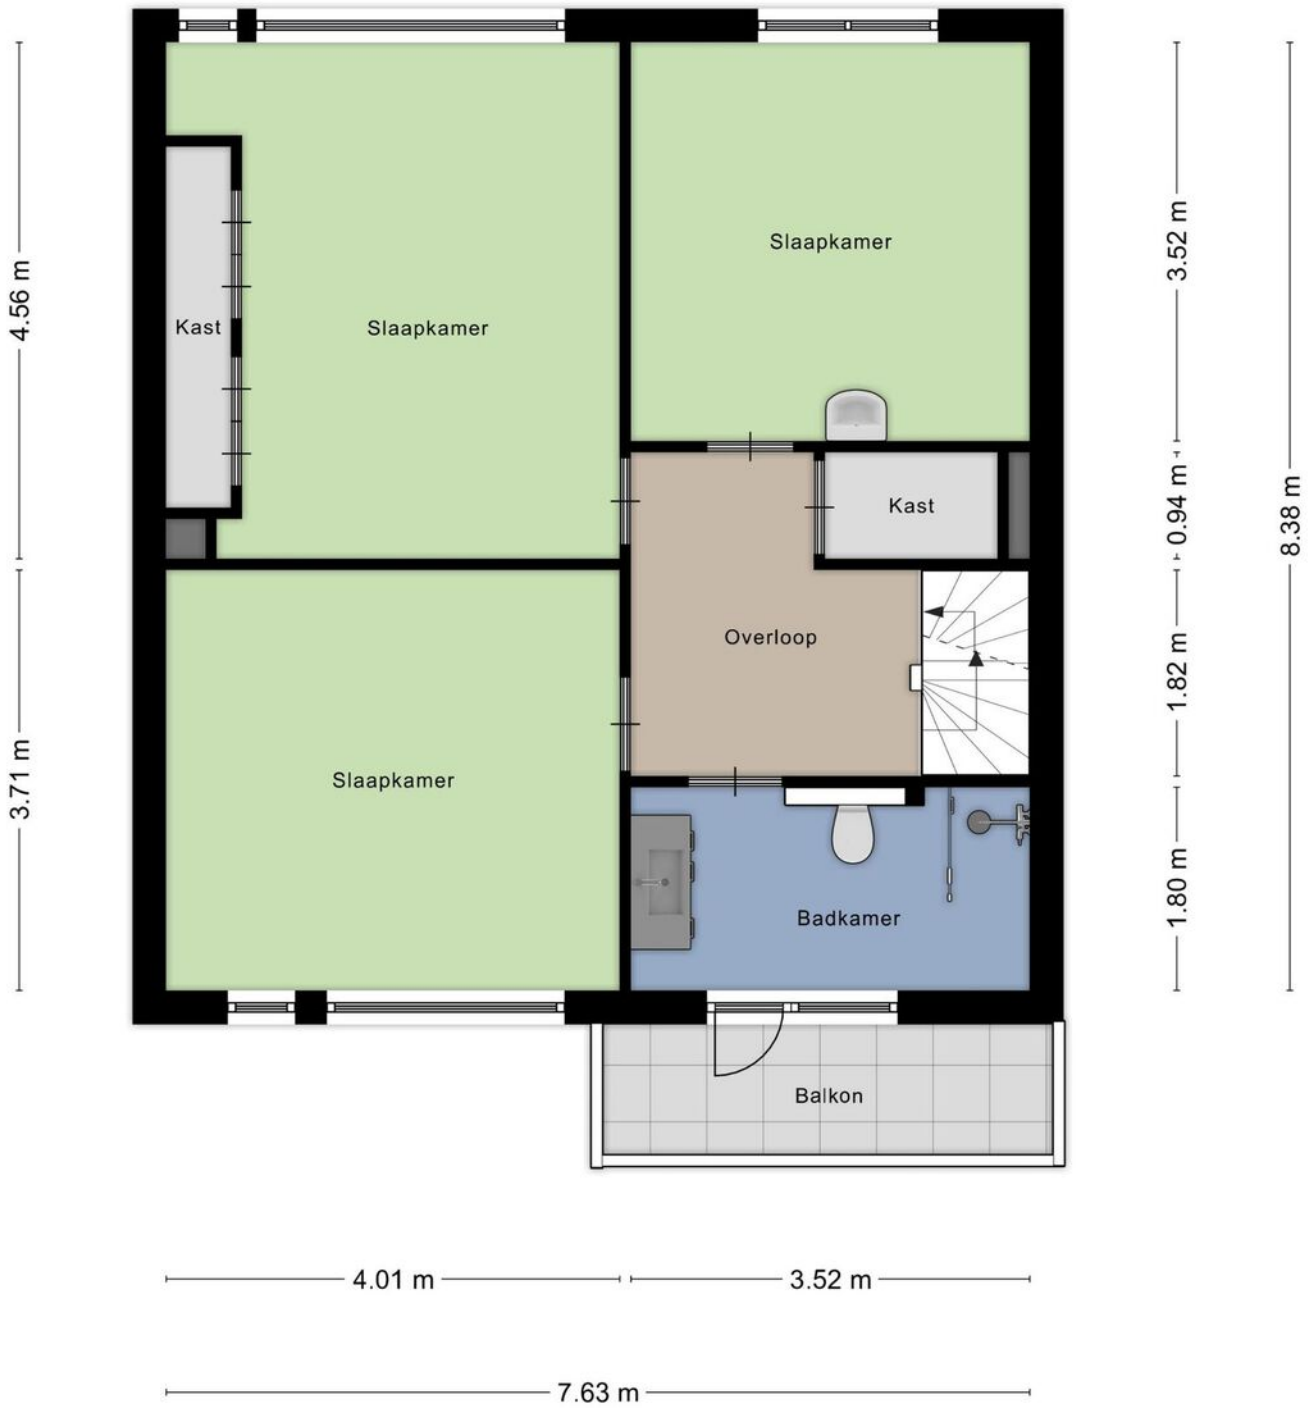 Slaapkamer
3.52 m
4.56 m
Kast
Slaapkamer
Kast
0.94 m
8.38 m
Overloop
1.82 m
Slaapkamer
3.71 m
Badkamer
1.80 m
Balkon
4.01 m
3.52 m
7.63 m